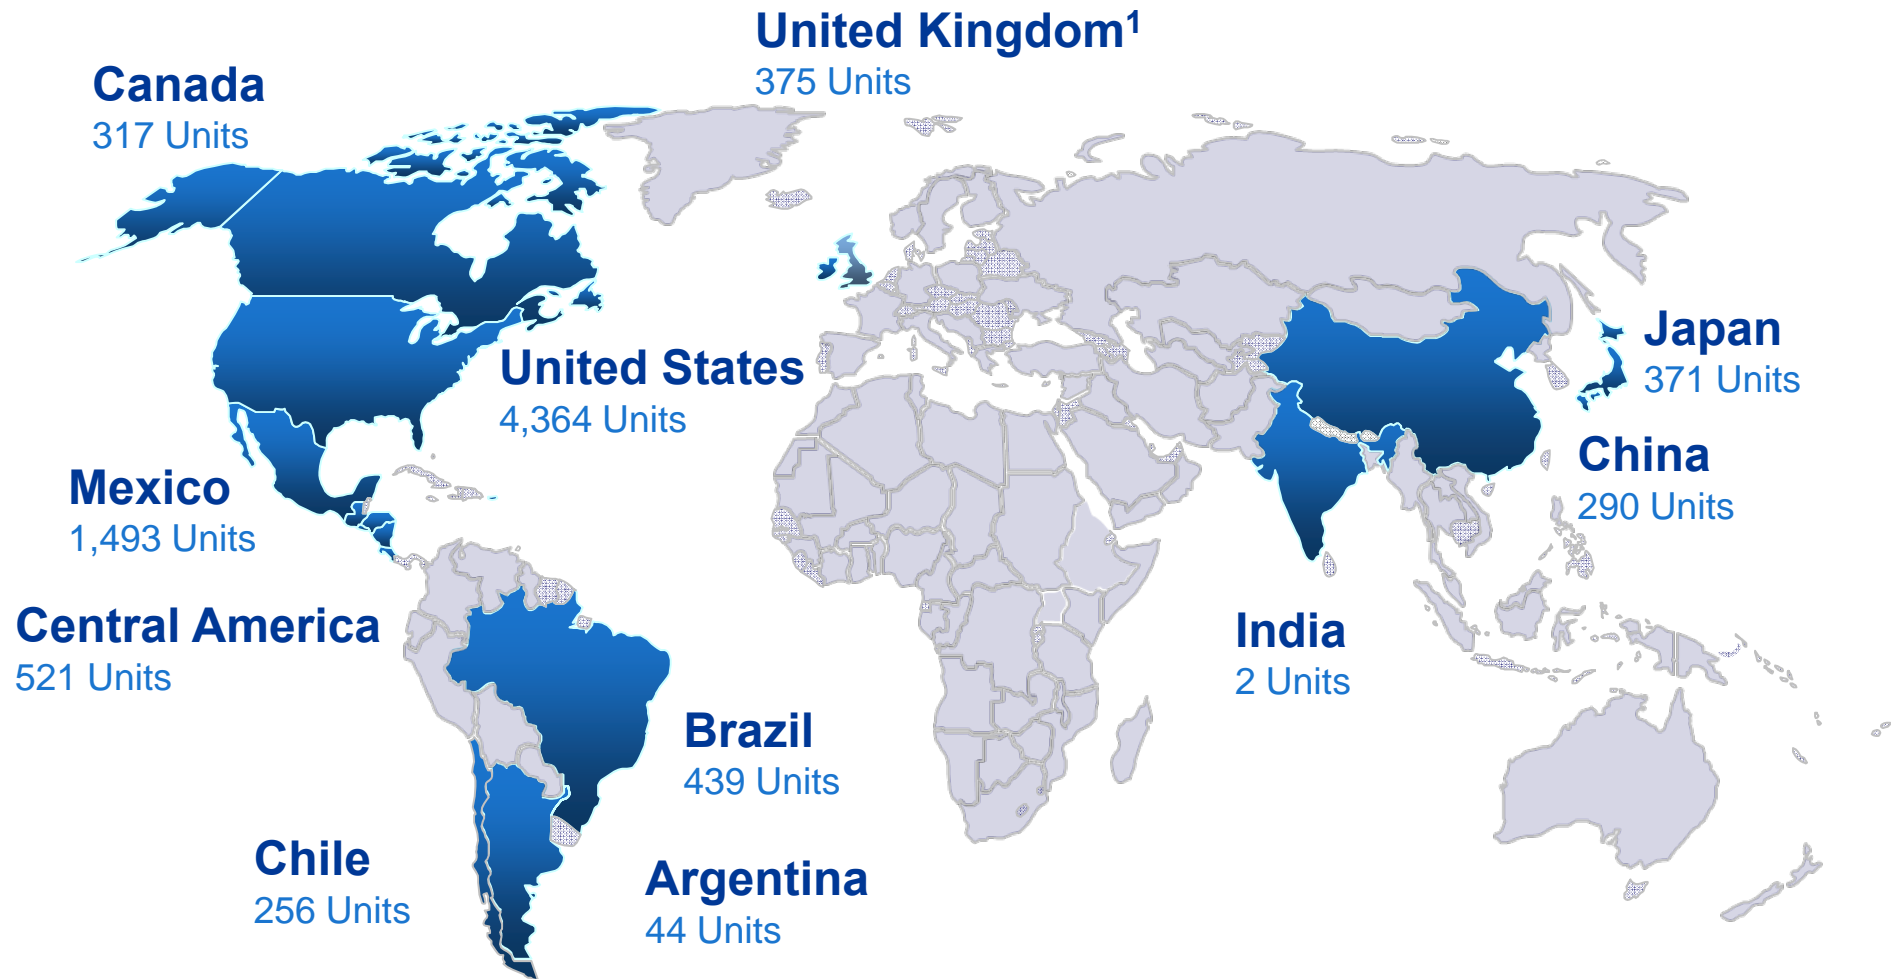 United Kingdom¹
375 Units
Canada
317 Units
United States
4,364 Units
Japan
371 Units
China
290 Units
Mexico
1,493 Units
Central America
521 Units
India
2 Units
Brazil
439 Units
Chile
256 Units
Argentina
44 Units